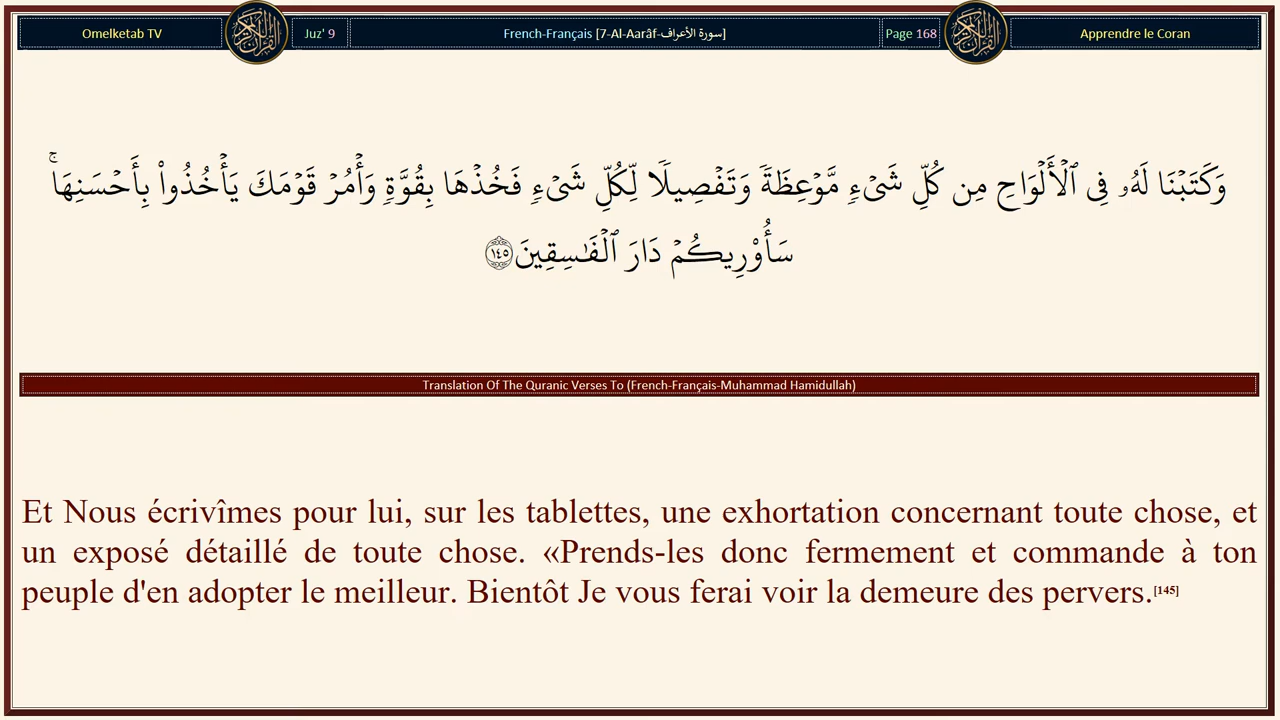 Omelketab TV
Juz' 9
French-Français [7-Al-Aarâf-سورة الأعراف]
Page 168
Apprendre le Coran
وَكَتَبۡنَا لَهُۥ فِي ٱلۡأَلۡوَاحِ مِن كُلِّ شَيۡءٖ مَّوۡعِظَةٗ وَتَفۡصِيلٗا لِّكُلِّ شَيۡءٖ فَخُذۡهَا بِقُوَّةٖ وَأۡمُرۡ قَوۡمَكَ يَأۡخُذُواْ بِأَحۡسَنِهَاۚ
سَأُوْرِيكُمۡ دَارَ ٱلۡفَٰسِقِينَ ١٤٥
Translation Of The Quranic Verses To (French-Français-Muhammad Hamidullah)
Et Nous écrivîmes pour lui, sur les tablettes, une exhortation concernant toute chose, et
un exposé détaillé de toute chose. «Prends-les donc fermement et commande à ton
peuple d'en adopter le meilleur. Bientôt Je vous ferai voir la demeure des pervers.[145]